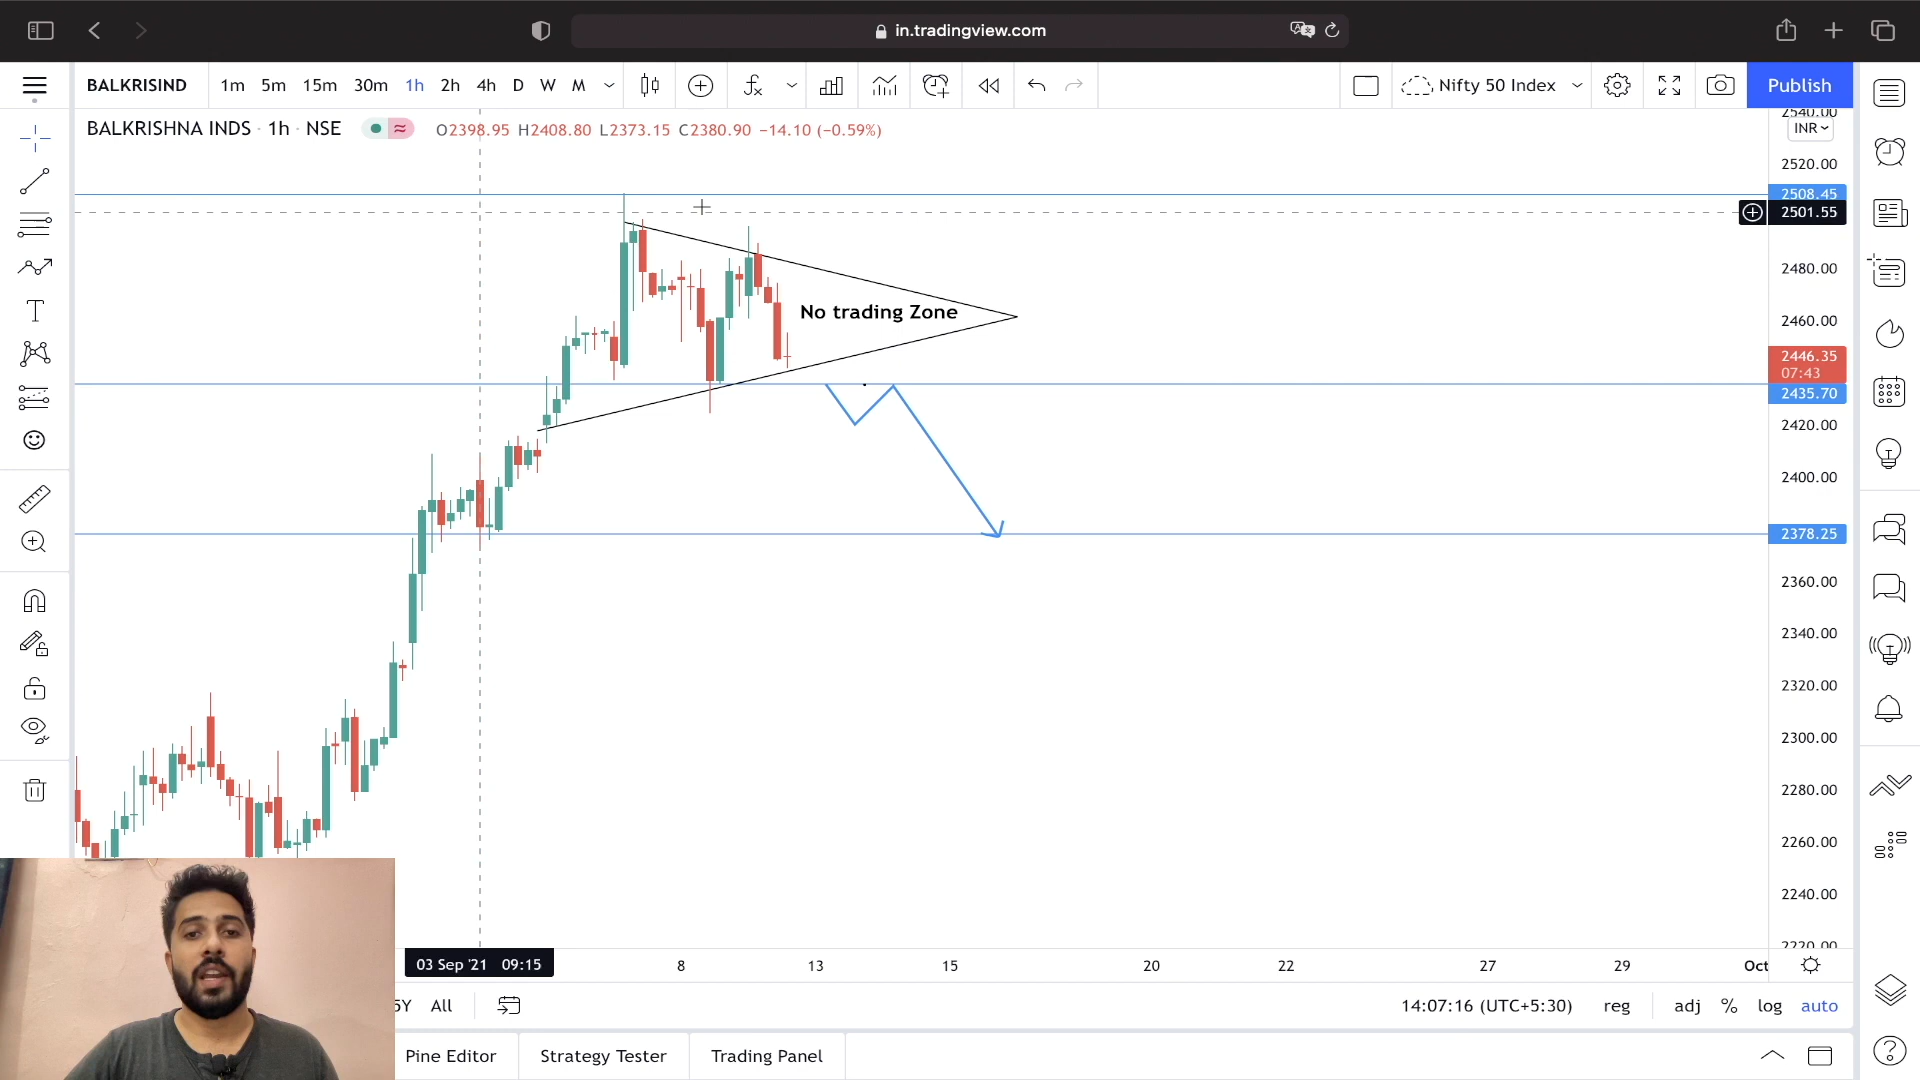 in.tradingview.com
BALKRISIND 1m 5m 15m 30m 1h 2h 4h D W M Nifty 50 Index Publish
BALKRISHNA INDS · 1h · NSE O2398.95 H2408.80 L2373.15 C2380.90 −14.10 (−0.59%)
2540.00
INR
2520.00
2508.45
2501.55
2480.00
No trading Zone
2460.00
2446.35
07:43
2435.70
2420.00
2400.00
2378.25
2360.00
2340.00
2320.00
2300.00
2280.00
2260.00
2240.00
2220.00
03 Sep '21 09:15 8 13 15 20 22 27 29 Oct
5Y All 14:07:16 (UTC+5:30) reg adj % log auto
Pine Editor Strategy Tester Trading Panel